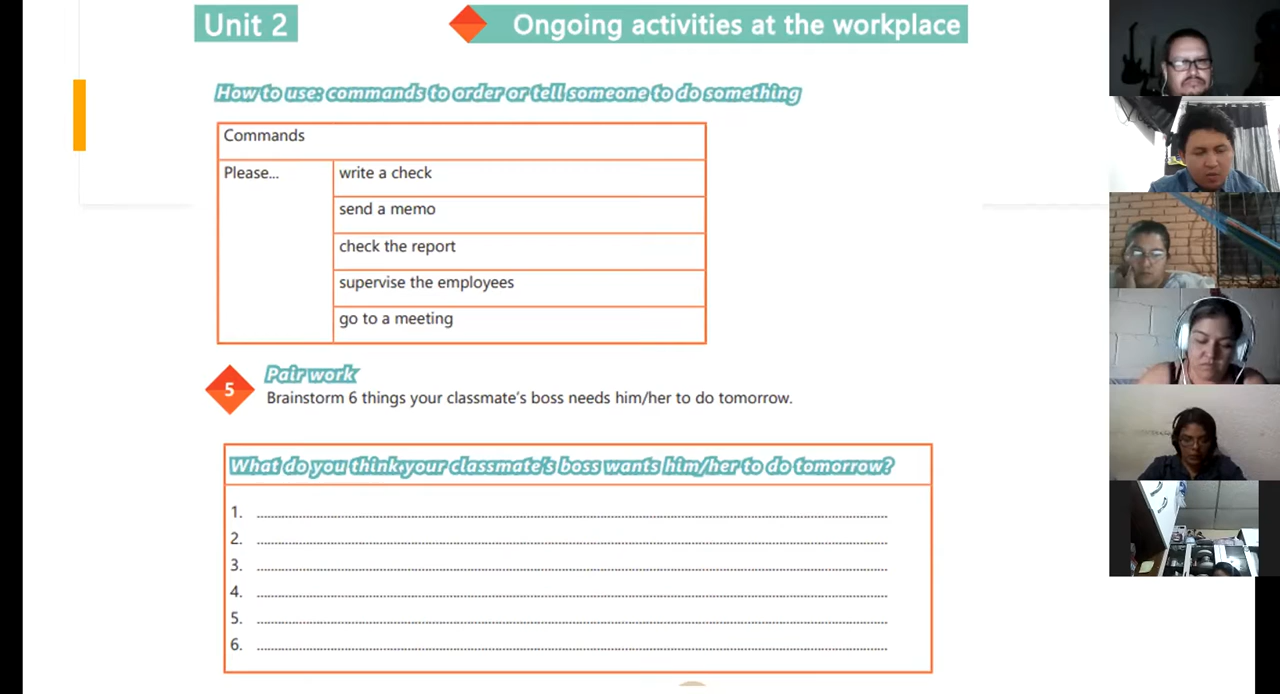 Unit 2
Ongoing activities at the workplace
How to use: commands to order or tell someone to do something
Commands
Please...
write a check
send a memo
check the report
supervise the employees
go to a meeting
5
Pair work
Brainstorm 6 things your classmate's boss needs him/her to do tomorrow.
What do you think your classmate's boss wants him/her to do tomorrow?
1.
2.
3.
4.
5.
6.